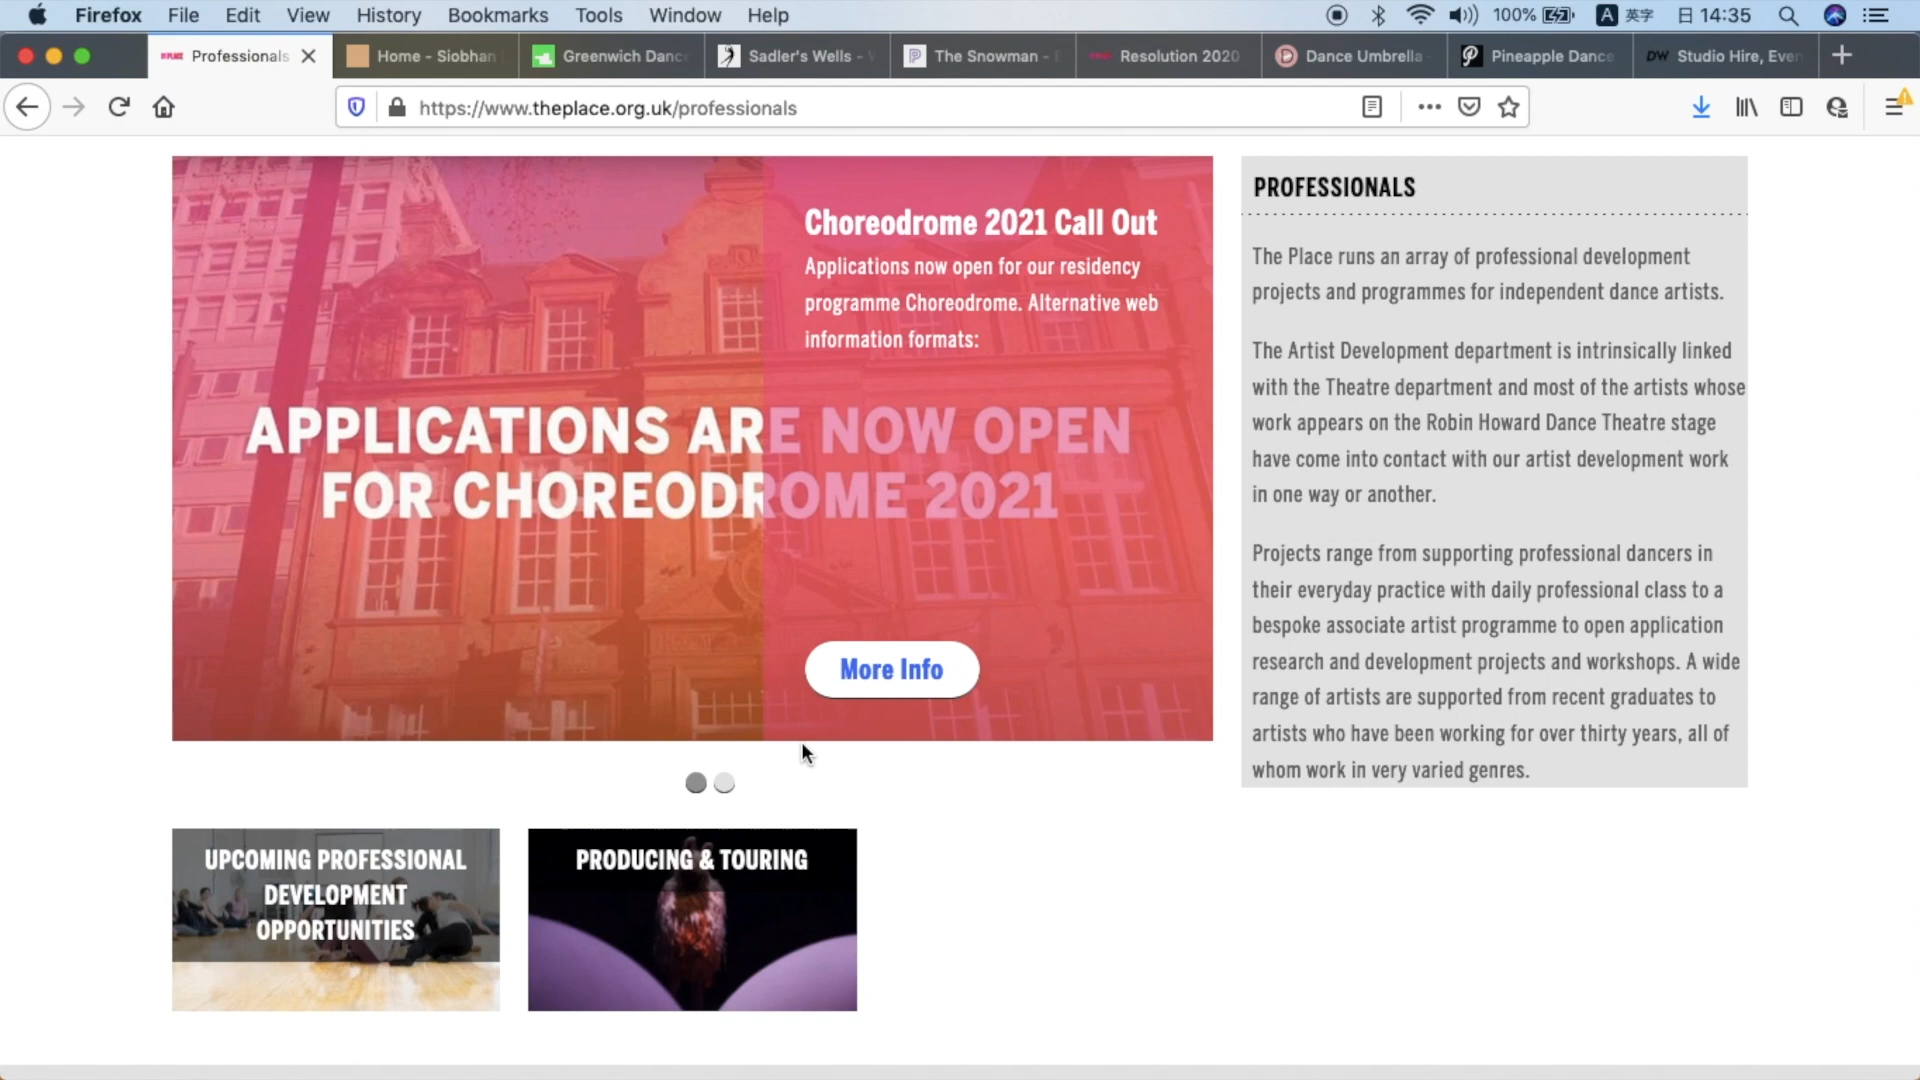 Firefox File Edit View History Bookmarks Tools Window Help 100% A 英字 日 14:35
Professionals Home - Siobhan Greenwich Danc Sadler's Wells - The Snowman - Resolution 2020 Dance Umbrella Pineapple Dance DW Studio Hire, Even
https://www.theplace.org.uk/professionals
Choreodrome 2021 Call Out
Applications now open for our residency
programme Choreodrome. Alternative web
information formats:
APPLICATIONS ARE NOW OPEN
FOR CHOREODROME 2021
More Info
PROFESSIONALS
The Place runs an array of professional development
projects and programmes for independent dance artists.
The Artist Development department is intrinsically linked
with the Theatre department and most of the artists whose
work appears on the Robin Howard Dance Theatre stage
have come into contact with our artist development work
in one way or another.
Projects range from supporting professional dancers in
their everyday practice with daily professional class to a
bespoke associate artist programme to open application
research and development projects and workshops. A wide
range of artists are supported from recent graduates to
artists who have been working for over thirty years, all of
whom work in very varied genres.
UPCOMING PROFESSIONAL
DEVELOPMENT
OPPORTUNITIES
PRODUCING & TOURING